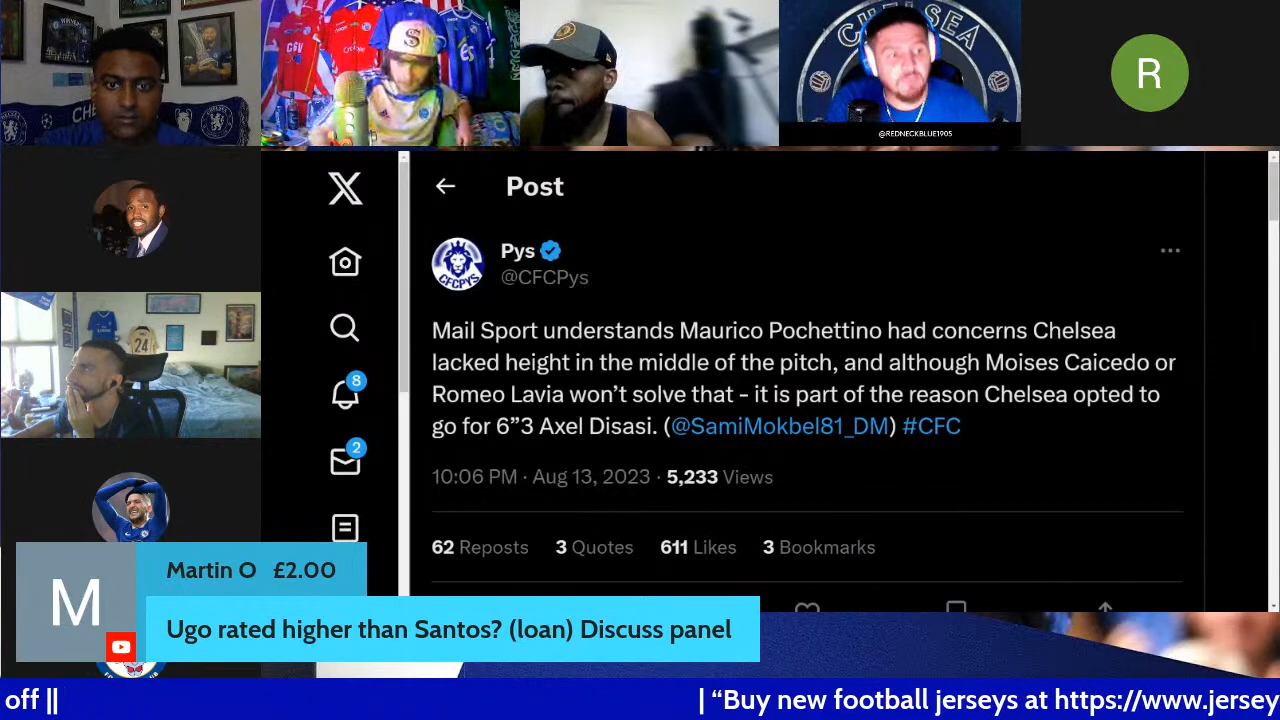 CHELSEA
@REDNECKBLUE1905
R
Post
Pys
@CFCPys
CFCPYS
Mail Sport understands Maurico Pochettino had concerns Chelsea
lacked height in the middle of the pitch, and although Moises Caicedo or
Romeo Lavia won’t solve that - it is part of the reason Chelsea opted to
go for 6”3 Axel Disasi. (@SamiMokbel81_DM) #CFC
10:06 PM · Aug 13, 2023 · 5,233 Views
62 Reposts 3 Quotes 611 Likes 3 Bookmarks
8
2
24
M
Martin O £2.00
Ugo rated higher than Santos? (loan) Discuss panel
off || | “Buy new football jerseys at https://www.jersey